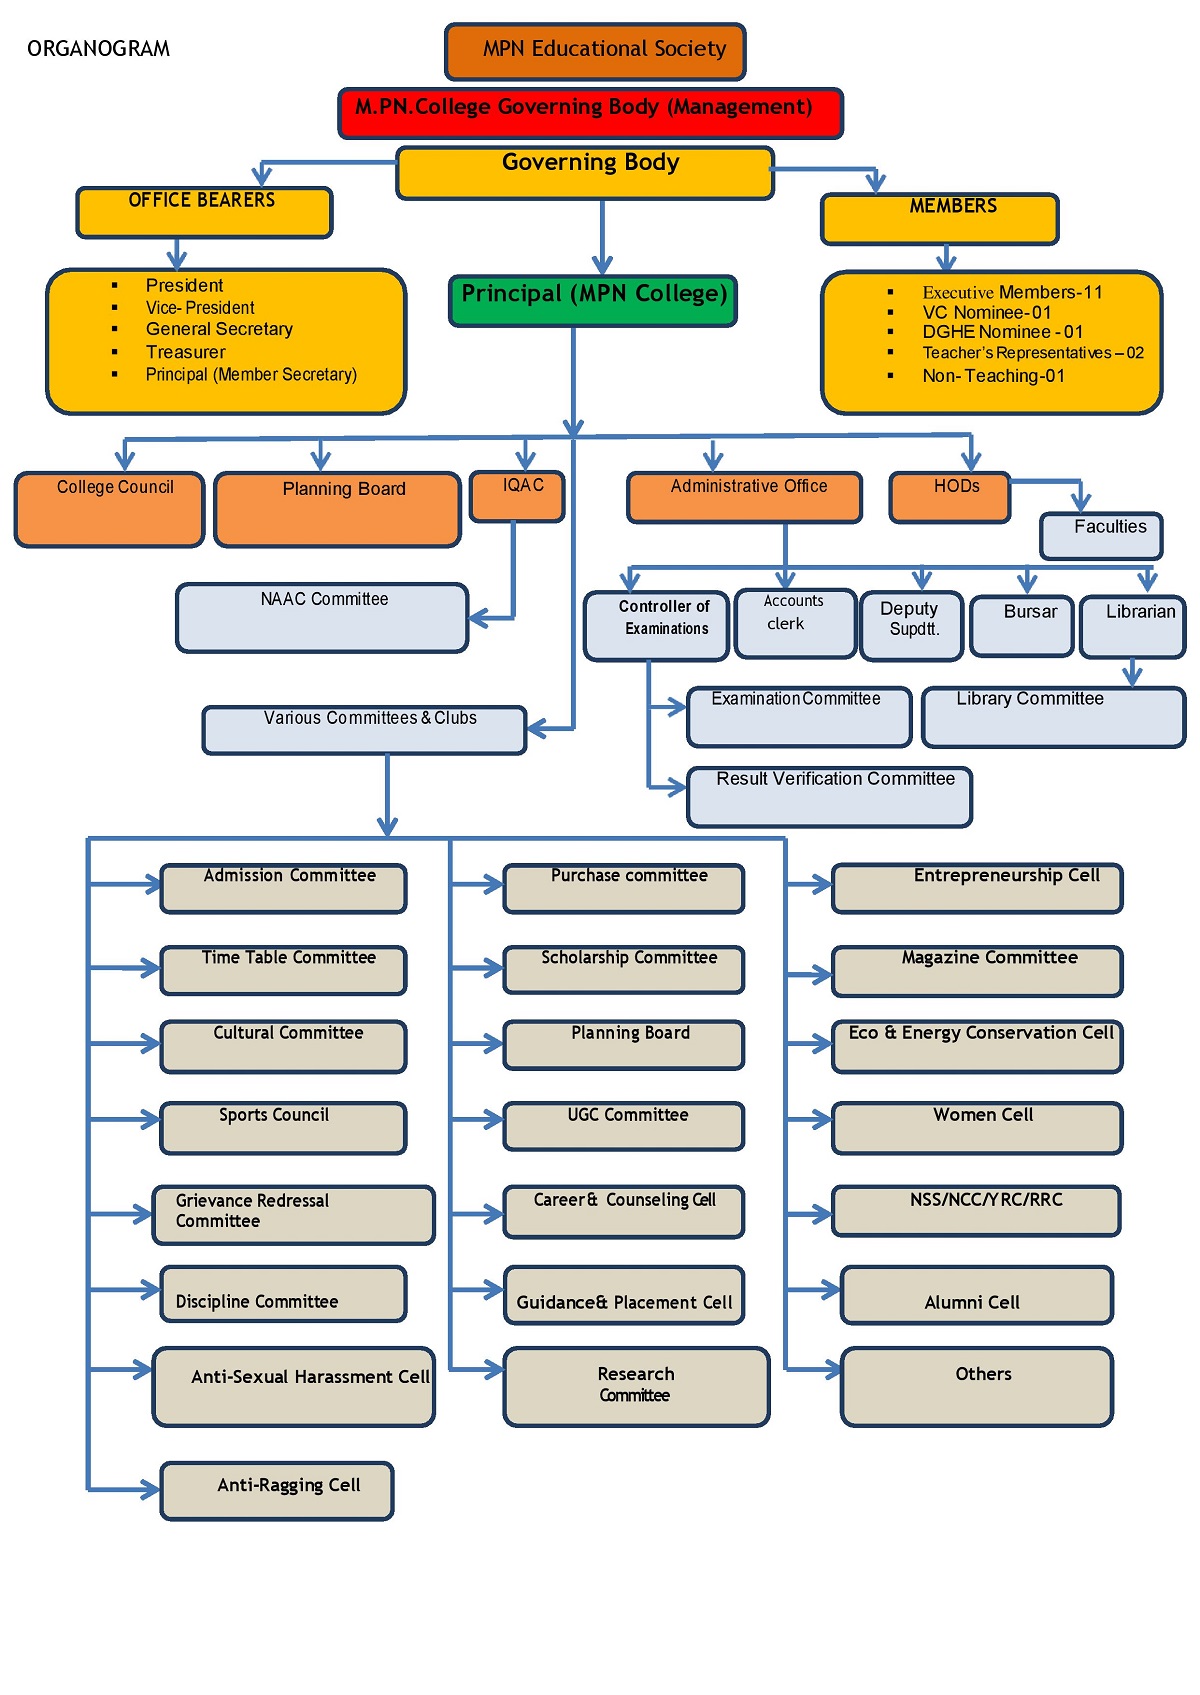 ORGANOGRAM
MPN Educational Society
M.PN.College Governing Body (Management)
Governing Body
OFFICE BEARERS
MEMBERS
▪ President
▪ Vice- President
▪ General Secretary
▪ Treasurer
▪ Principal (Member Secretary)
Principal (MPN College)
▪ Executive Members-11
▪ VC Nominee-01
▪ DGHE Nominee - 01
▪ Teacher’s Representatives – 02
▪ Non- Teaching-01
College Council
Planning Board
IQAC
Administrative Office
HODs
Faculties
NAAC Committee
Controller of
Examinations
Accounts
clerk
Deputy
Supdtt.
Bursar
Librarian
Examination Committee
Library Committee
Various Committees & Clubs
Result Verification Committee
Admission Committee
Purchase committee
Entrepreneurship Cell
Time Table Committee
Scholarship Committee
Magazine Committee
Cultural Committee
Planning Board
Eco & Energy Conservation Cell
Sports Council
UGC Committee
Women Cell
Grievance Redressal
Committee
Career & Counseling Cell
NSS/NCC/YRC/RRC
Discipline Committee
Guidance& Placement Cell
Alumni Cell
Anti-Sexual Harassment Cell
Research
Committee
Others
Anti-Ragging Cell